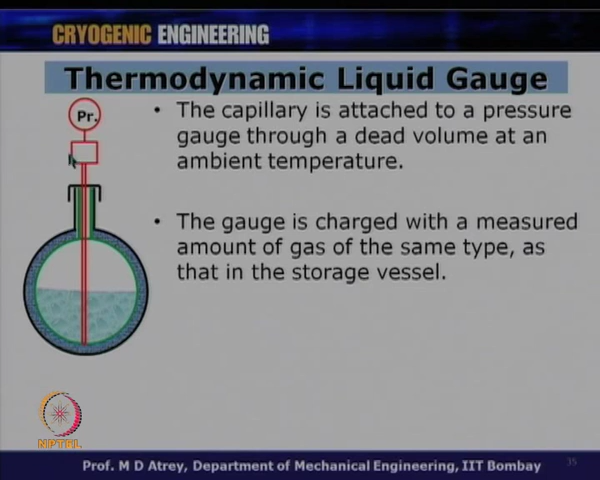 CRYOGENIC ENGINEERING
Thermodynamic Liquid Gauge
Pr.
• The capillary is attached to a pressure
gauge through a dead volume at an
ambient temperature.
• The gauge is charged with a measured
amount of gas of the same type, as
that in the storage vessel.
NPTEL
Prof. M D Atrey, Department of Mechanical Engineering, IIT Bombay
35